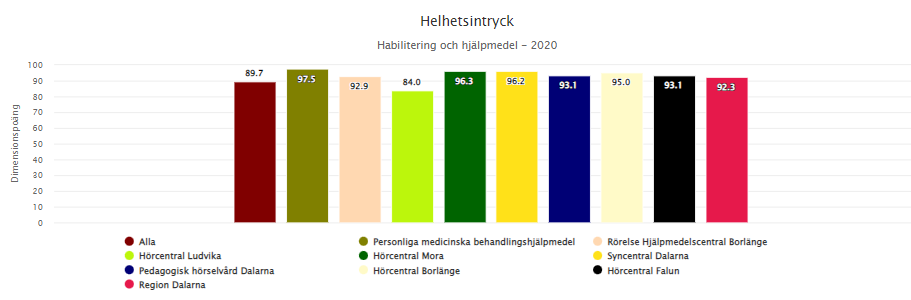 Helhetsintryck
Habilitering och hjälpmedel - 2020
Dimensionspoäng
100
90
80
70
60
50
40
30
20
10
0
89.7
97.5
92.9
84.0
96.3
96.2
93.1
95.0
93.1
92.3
Alla
Personliga medicinska behandlingshjälpmedel
Rörelse Hjälpmedelscentral Borlänge
Hörcentral Ludvika
Hörcentral Mora
Syncentral Dalarna
Pedagogisk hörselvård Dalarna
Hörcentral Borlänge
Hörcentral Falun
Region Dalarna